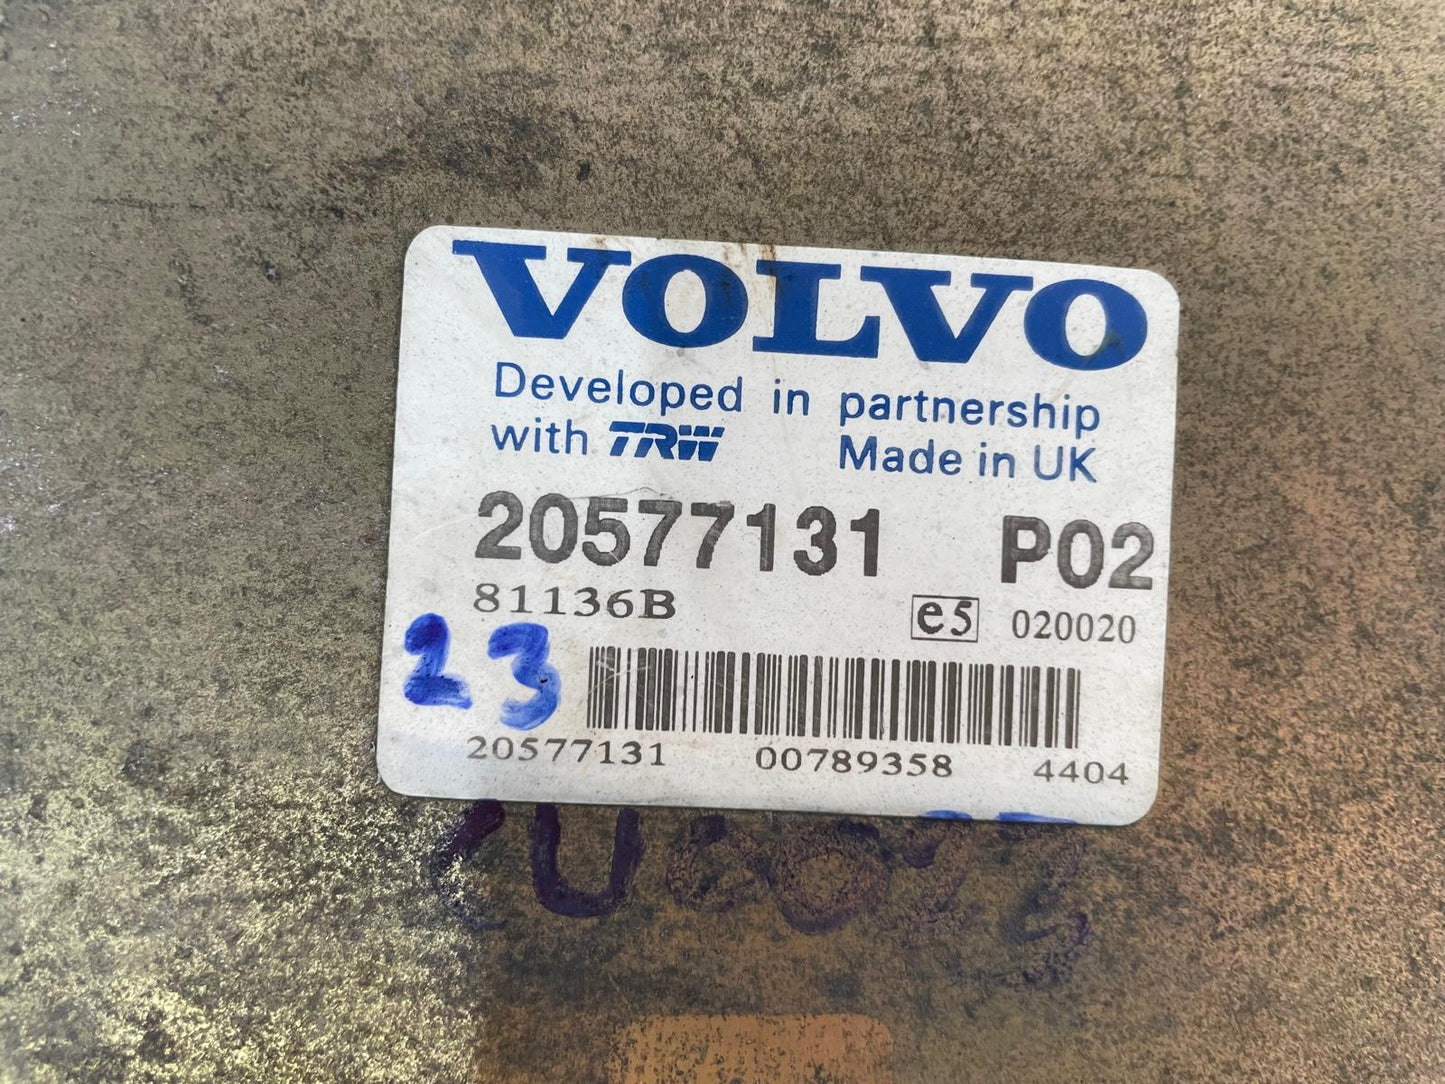 VOLVO
Developed in partnership
with TRW Made in UK
20577131 P02
81136B e5 020020
23
20577131 00789358 4404